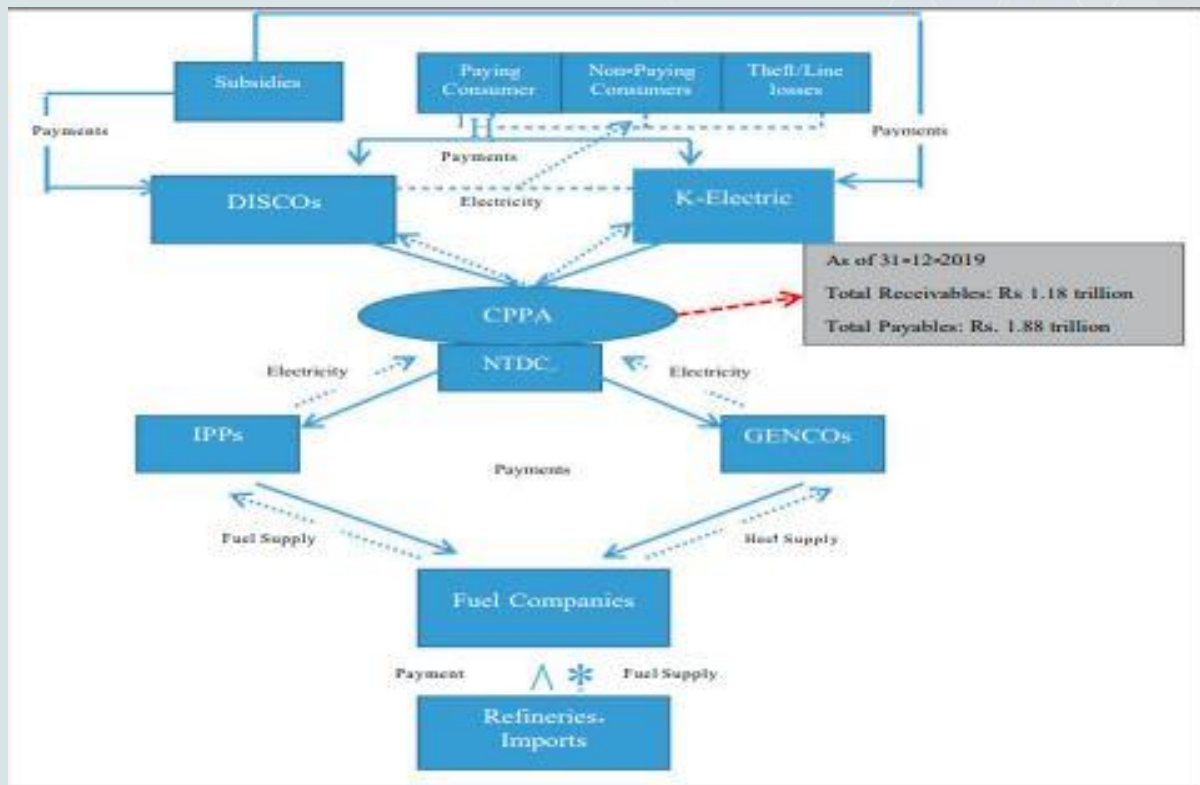 Subsidies
Paying
Consumer
Non-Paying
Consumers
Theft/Line
losses
Payments
Payments
Payments
DISCOs
Electricity
K-Electric
As of 31-12-2019
Total Receivables: Rs 1.18 trillion
Total Payables: Rs. 1.88 trillion
CPPA
NTDC.
Electricity
Electricity
IPPs
GENCOs
Payments
Fuel Supply
Heef Supply
Fuel Companies
Payment
Fuel Supply
Refineries-
Imports